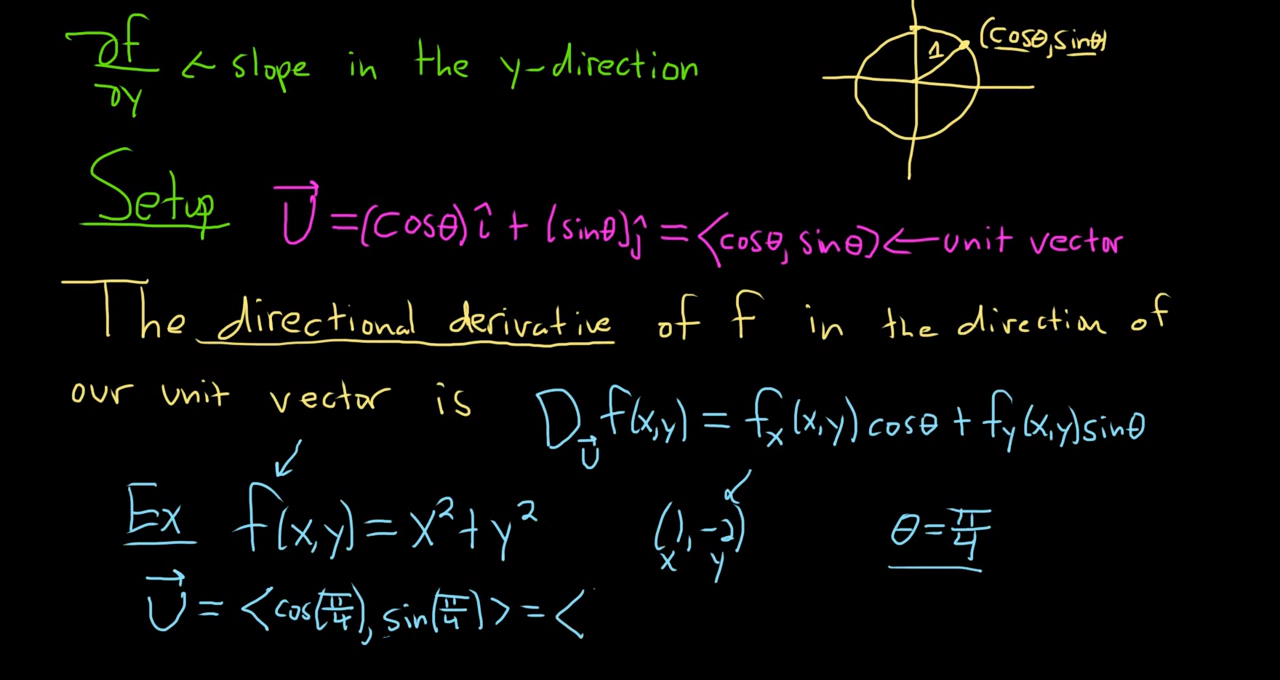 ∂f/∂y ← slope in the y-direction
1 (cosθ, sinθ)
Setup U⃗ = (cosθ) î + (sinθ) ĵ = <cosθ, sinθ> ← unit vector
The directional derivative of f in the direction of
our unit vector is D_U⃗ f(x,y) = f_x(x,y) cosθ + f_y(x,y) sinθ
Ex f(x,y) = x² + y² (1, -2) θ = π/4
x y
U⃗ = <cos(π/4), sin(π/4)> = <